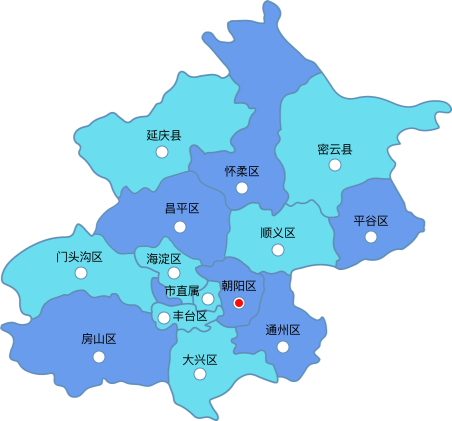 延庆县
密云县
怀柔区
昌平区
平谷区
顺义区
门头沟区
海淀区
朝阳区
市直属
丰台区
通州区
房山区
大兴区